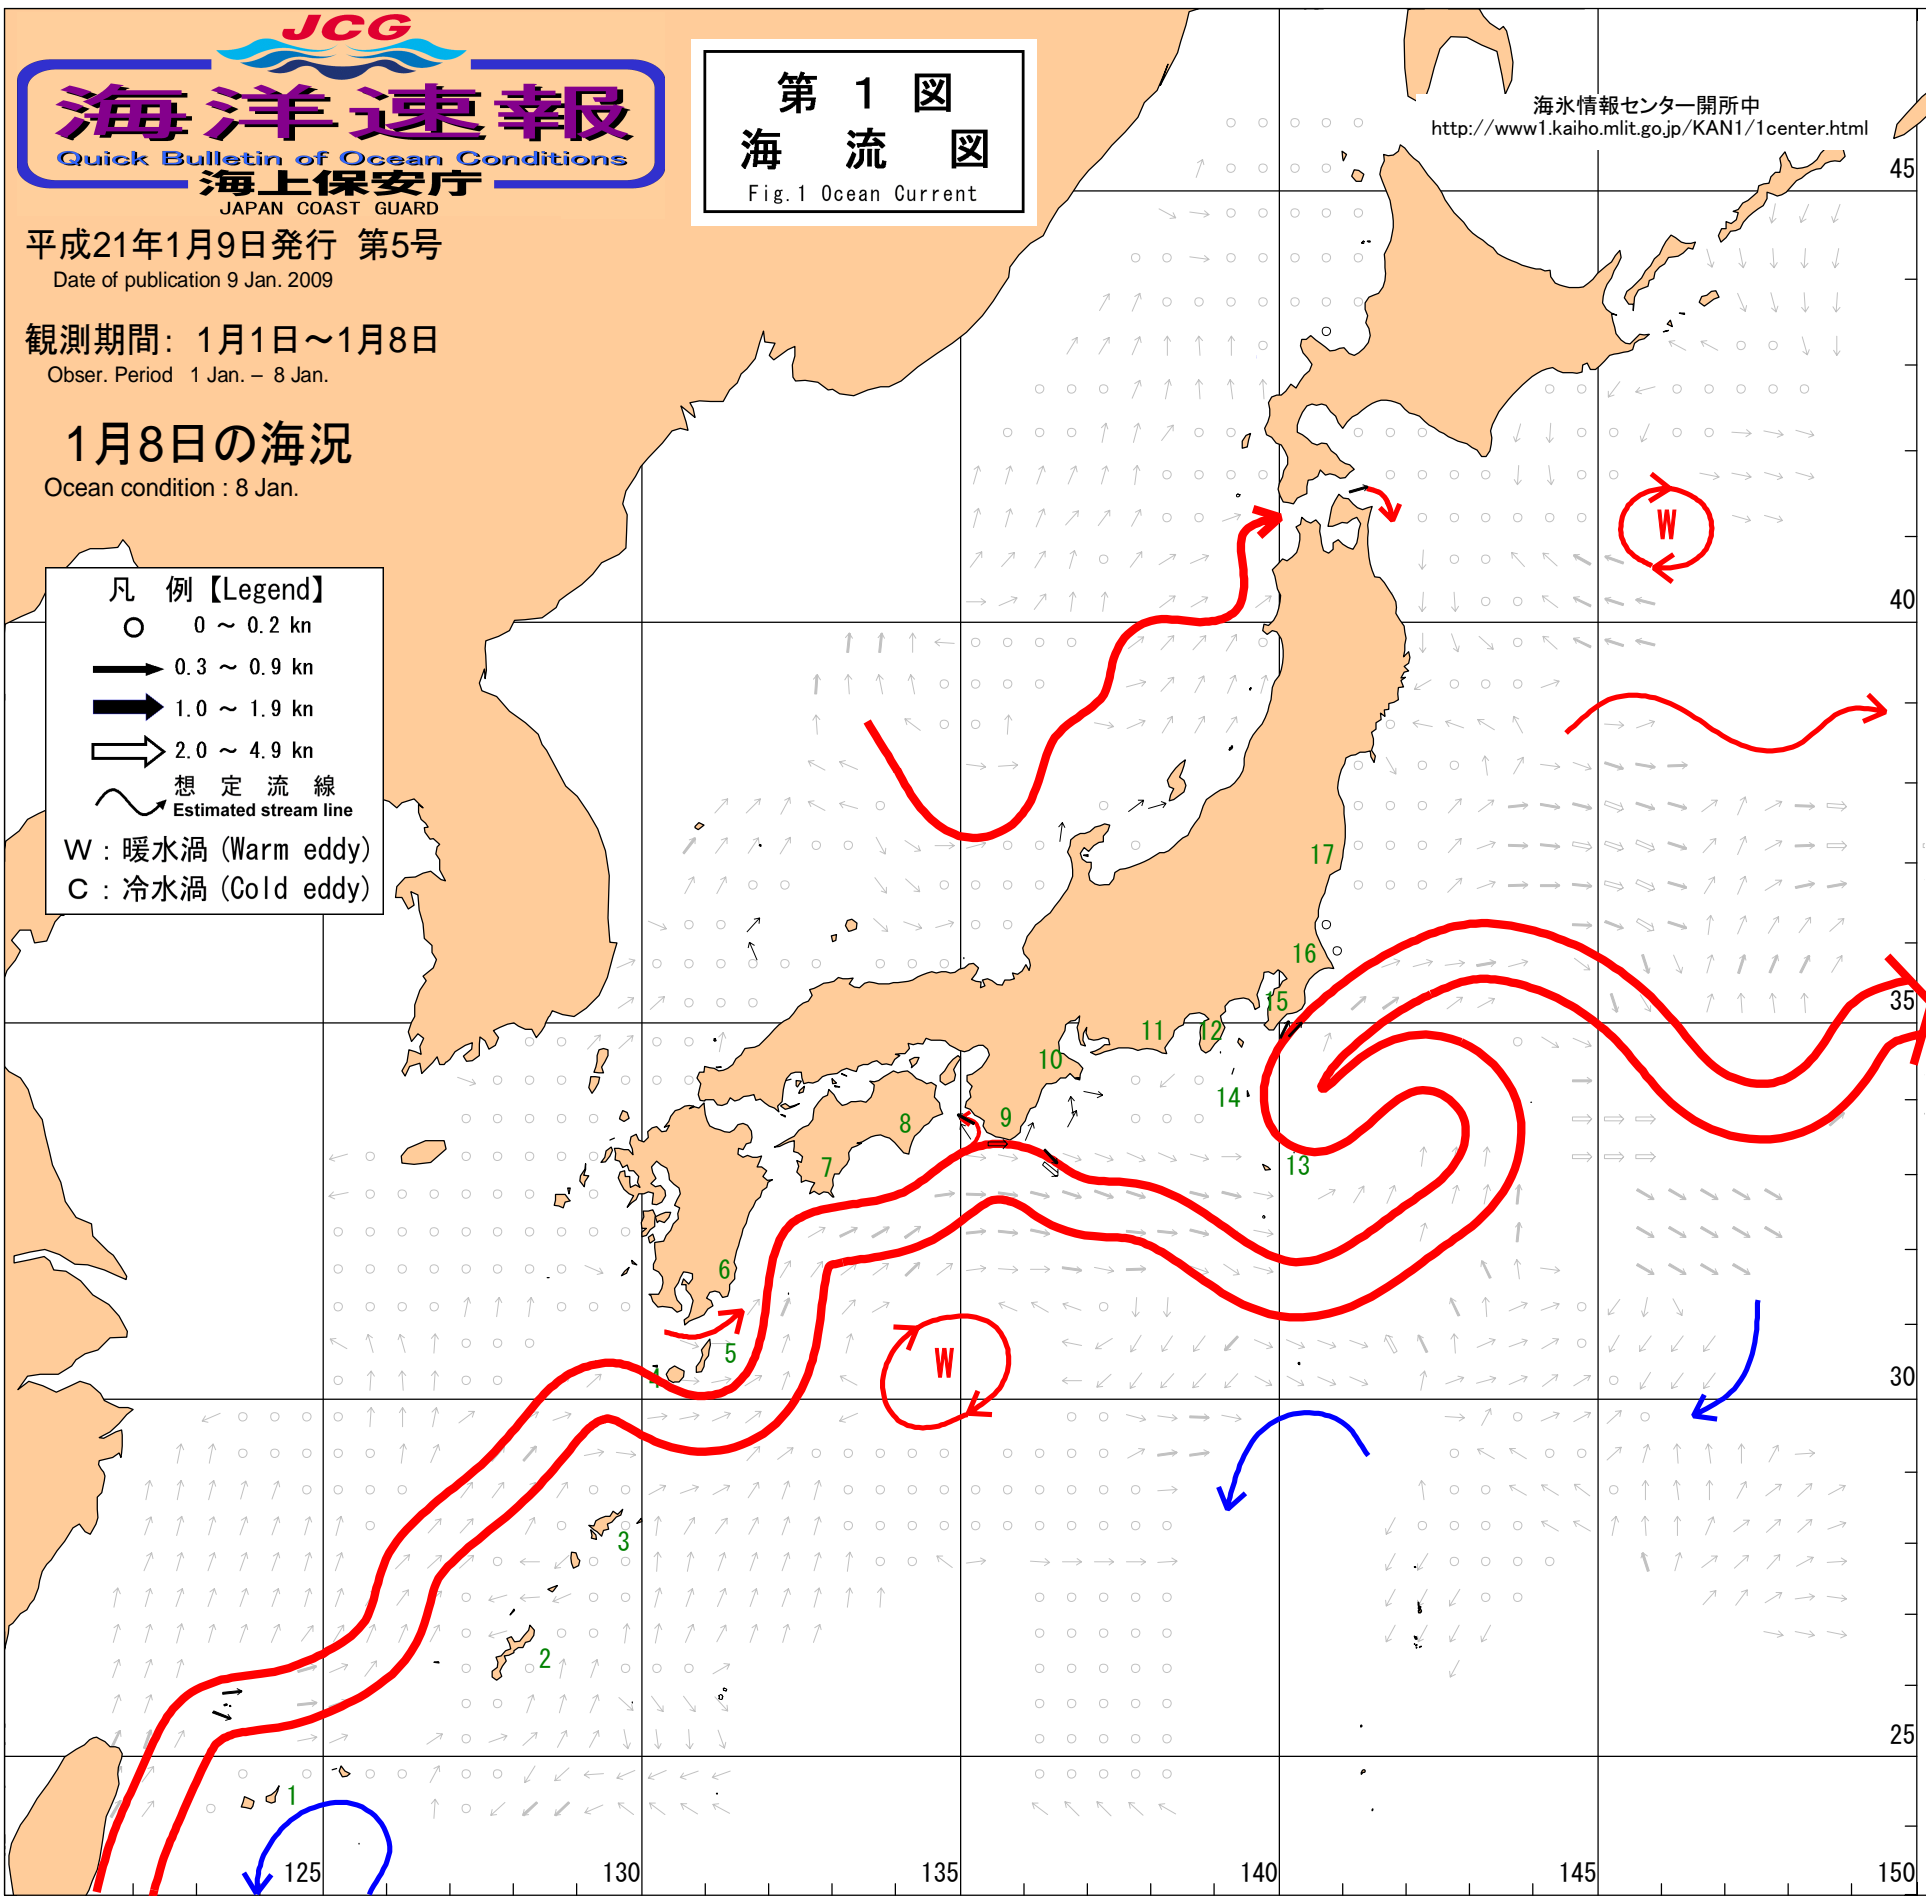 JCG
海洋速報
Quick Bulletin of Ocean Conditions
海上保安庁
JAPAN COAST GUARD
平成21年1月9日発行 第5号
Date of publication 9 Jan. 2009
観測期間: 1月1日～1月8日
Obser. Period 1 Jan. – 8 Jan.
1月8日の海況
Ocean condition : 8 Jan.
第 1 図
海 流 図
Fig.1 Ocean Current
海氷情報センター開所中
http://www1.kaiho.mlit.go.jp/KAN1/1center.html
凡 例【Legend】
0 ～ 0.2 kn
0.3 ～ 0.9 kn
1.0 ～ 1.9 kn
2.0 ～ 4.9 kn
想 定 流 線
Estimated stream line
W : 暖水渦 (Warm eddy)
C : 冷水渦 (Cold eddy)
45
W
40
17
16
15
35
11
12
10
14
9
8
13
7
6
W
5
4
30
3
2
25
1
125
130
135
140
145
150